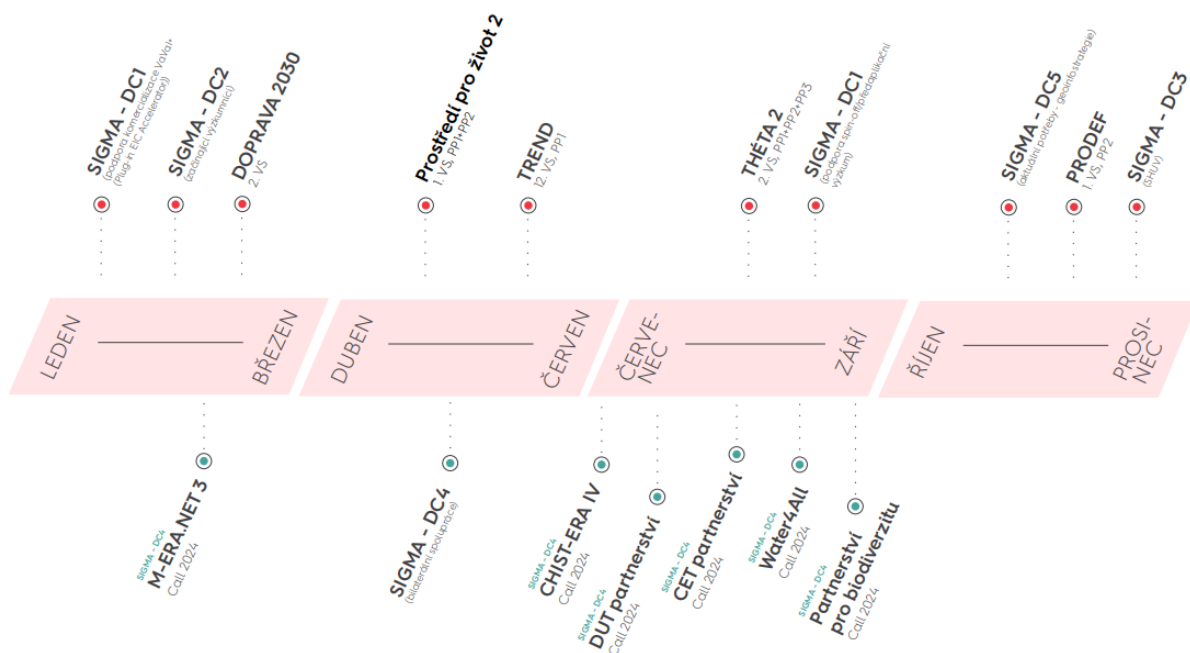 SIGMA - DC1
(podpora komercializace VaVaI+
(Plug-In EIC Accelerator))
SIGMA - DC2
(začínající výzkumníci)
DOPRAVA 2030
2. VS
Prostředí pro život 2
1. VS, PP1+PP2
TREND
12. VS, PP1
THÉTA 2
2. VS, PP1+PP2+PP3
SIGMA - DC1
(podpora spin-off/předaplikační
výzkum)
SIGMA - DC5
(aktuální potřeby - geoinfostrategie)
PRODEF
1. VS, PP2
SIGMA - DC3
(SHUV)
LEDEN
BŘEZEN
DUBEN
ČERVEN
ČERVE-
NEC
ZÁŘÍ
ŘÍJEN
PROSI-
NEC
SIGMA - DC4
M-ERA.NET 3
Call 2024
SIGMA - DC4
(bilaterální spolupráce)
SIGMA - DC4
CHIST-ERA IV
Call 2024
SIGMA - DC4
DUT partnerství
Call 2024
SIGMA - DC4
CET partnerství
Call 2024
SIGMA - DC4
Water4All
Call 2024
SIGMA - DC4
Partnerství
pro biodiverzitu
Call 2024